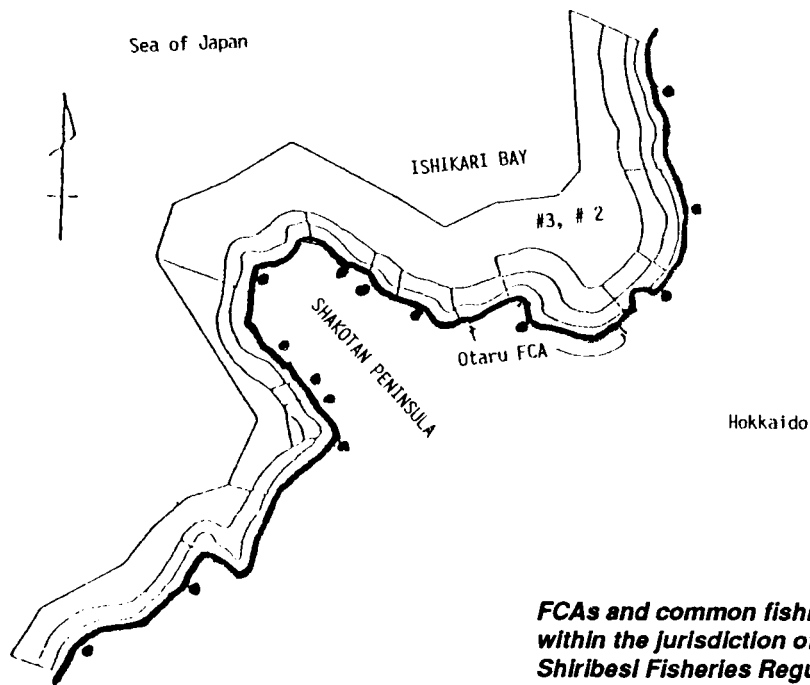 Sea of Japan
ISHIKARI BAY
#3, # 2
SHAKOTAN PENINSULA
Otaru FCA
Hokkaido
FCAs and common fishi
within the jurisdiction o
Shiribesi Fisheries Regu